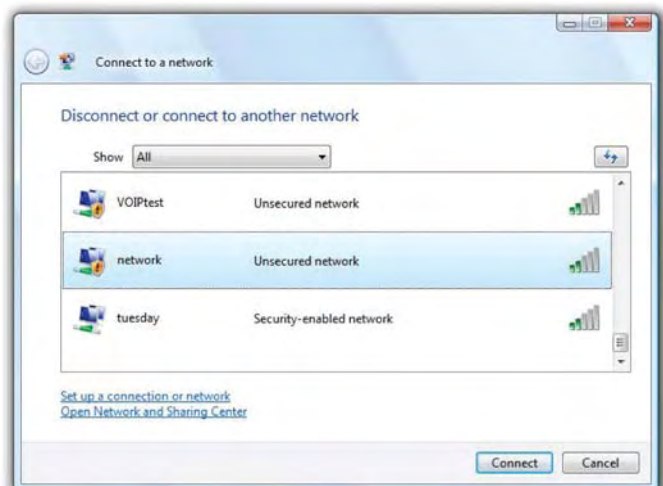 Connect to a network
Disconnect or connect to another network
Show All
VOIPtest Unsecured network
network Unsecured network
tuesday Security-enabled network
Set up a connection or network
Open Network and Sharing Center
Connect Cancel